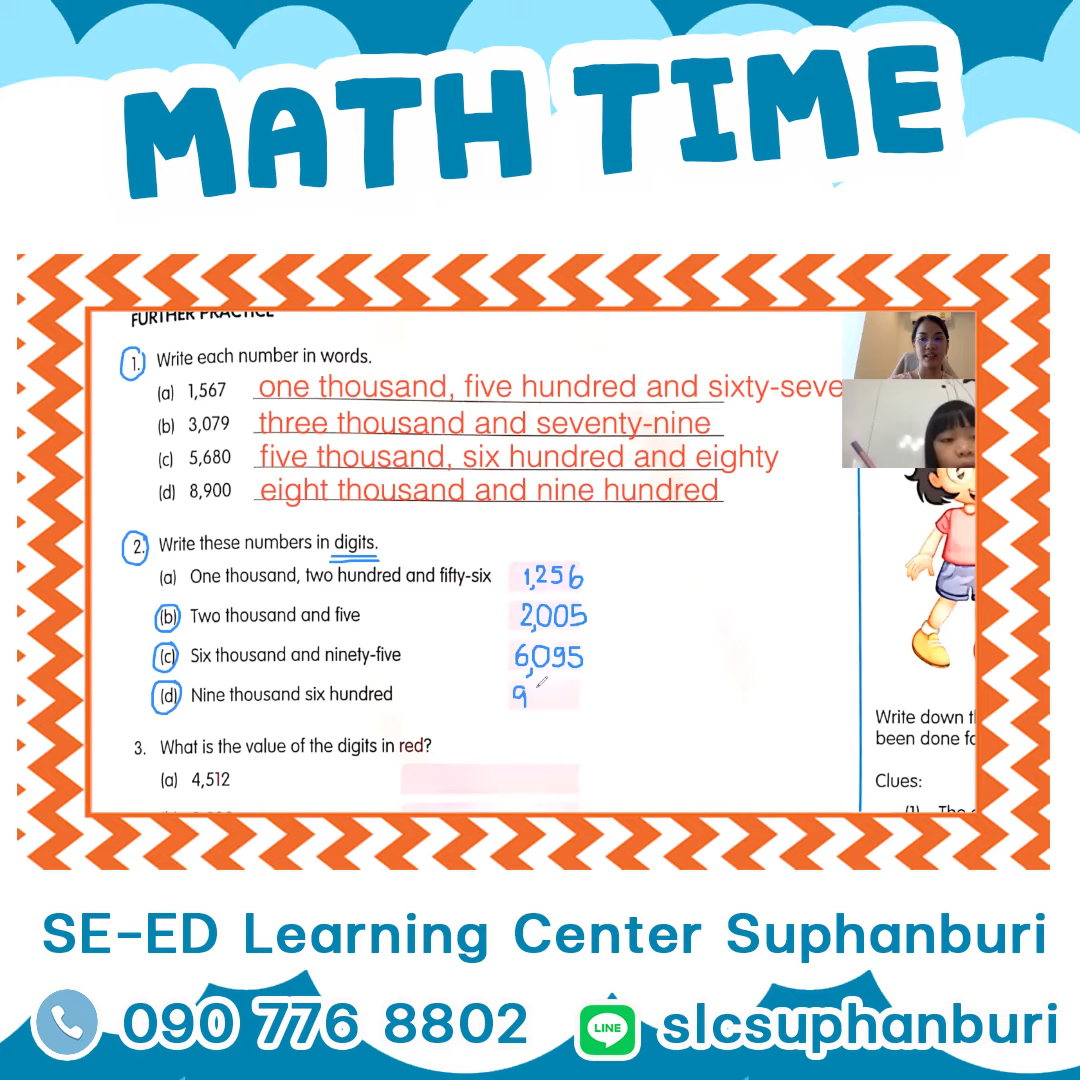 MATH TIME
FURTHER PRACTICE
1. Write each number in words.
(a) 1,567 one thousand, five hundred and sixty-seve
(b) 3,079 three thousand and seventy-nine
(c) 5,680 five thousand, six hundred and eighty
(d) 8,900 eight thousand and nine hundred
2. Write these numbers in digits.
(a) One thousand, two hundred and fifty-six 1,256
(b) Two thousand and five 2,005
(c) Six thousand and ninety-five 6,095
(d) Nine thousand six hundred 9
3. What is the value of the digits in red?
(a) 4,512
Write down t
been done fo
Clues:
(1) The
SE-ED Learning Center Suphanburi
090 776 8802
LINE slcsuphanburi